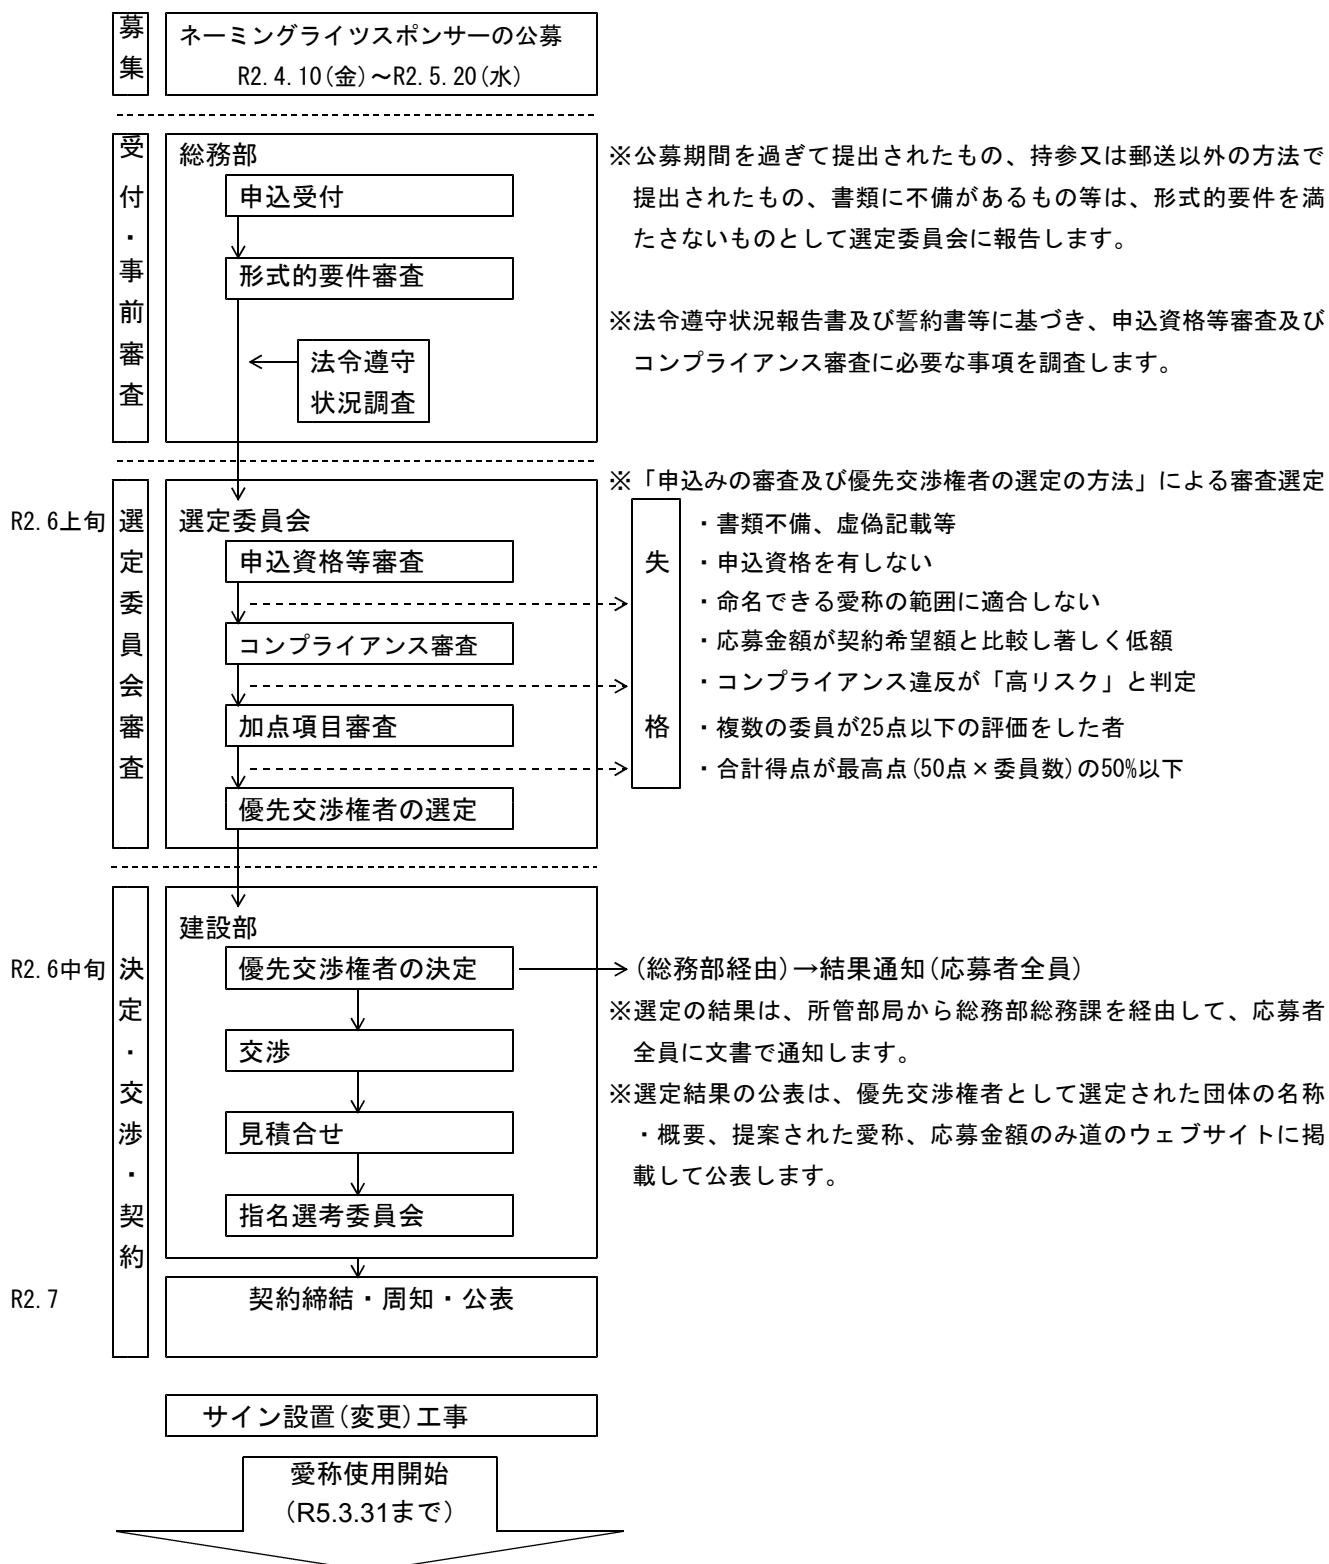 募集
ネーミングライツスポンサーの公募
R2.4.10(金)～R2.5.20(水)
受付・事前審査
総務部
申込受付
形式的要件審査
法令遵守
状況調査
※公募期間を過ぎて提出されたもの、持参又は郵送以外の方法で
提出されたもの、書類に不備があるもの等は、形式的要件を満
たさないものとして選定委員会に報告します。
※法令遵守状況報告書及び誓約書等に基づき、申込資格等審査及び
コンプライアンス審査に必要な事項を調査します。
R2.6上旬
選定委員会審査
選定委員会
申込資格等審査
コンプライアンス審査
加点項目審査
優先交渉権者の選定
※「申込みの審査及び優先交渉権者の選定の方法」による審査選定
失格
・書類不備、虚偽記載等
・申込資格を有しない
・命名できる愛称の範囲に適合しない
・応募金額が契約希望額と比較し著しく低額
・コンプライアンス違反が「高リスク」と判定
・複数の委員が25点以下の評価をした者
・合計得点が最高点(50点×委員数)の50%以下
R2.6中旬
決定・交渉・契約
建設部
優先交渉権者の決定
(総務部経由)→結果通知(応募者全員)
交渉
見積合せ
指名選考委員会
※選定の結果は、所管部局から総務部総務課を経由して、応募者
全員に文書で通知します。
※選定結果の公表は、優先交渉権者として選定された団体の名称
・概要、提案された愛称、応募金額のみ道のウェブサイトに掲
載して公表します。
R2.7
契約締結・周知・公表
サイン設置(変更)工事
愛称使用開始
(R5.3.31まで)